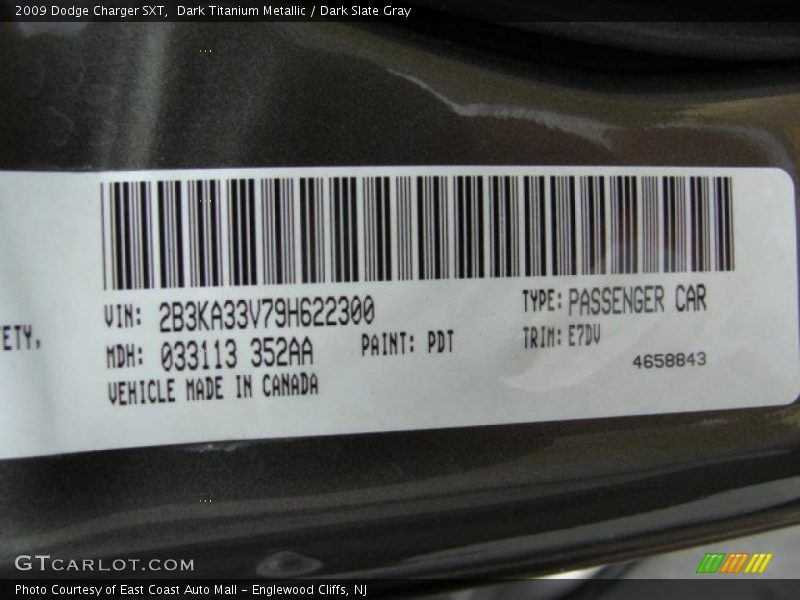 2009 Dodge Charger SXT,  Dark Titanium Metallic / Dark Slate Gray
ETY,
VIN: 2B3KA33V79H622300
TYPE: PASSENGER CAR
MDH: 033113 352AA
PAINT: PDT
TRIM: E7DV
VEHICLE MADE IN CANADA
4658843
GTCARLOT.COM
Photo Courtesy of East Coast Auto Mall – Englewood Cliffs, NJ